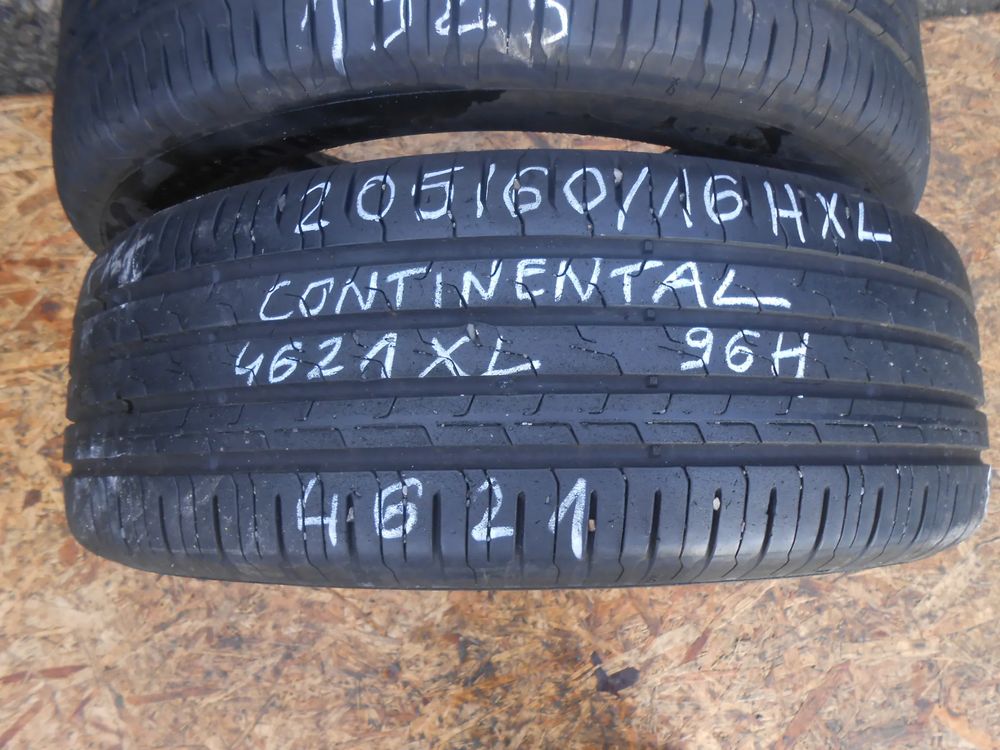 205/60/16 HXL
CONTINENTAL
4621 XL 96H
4621